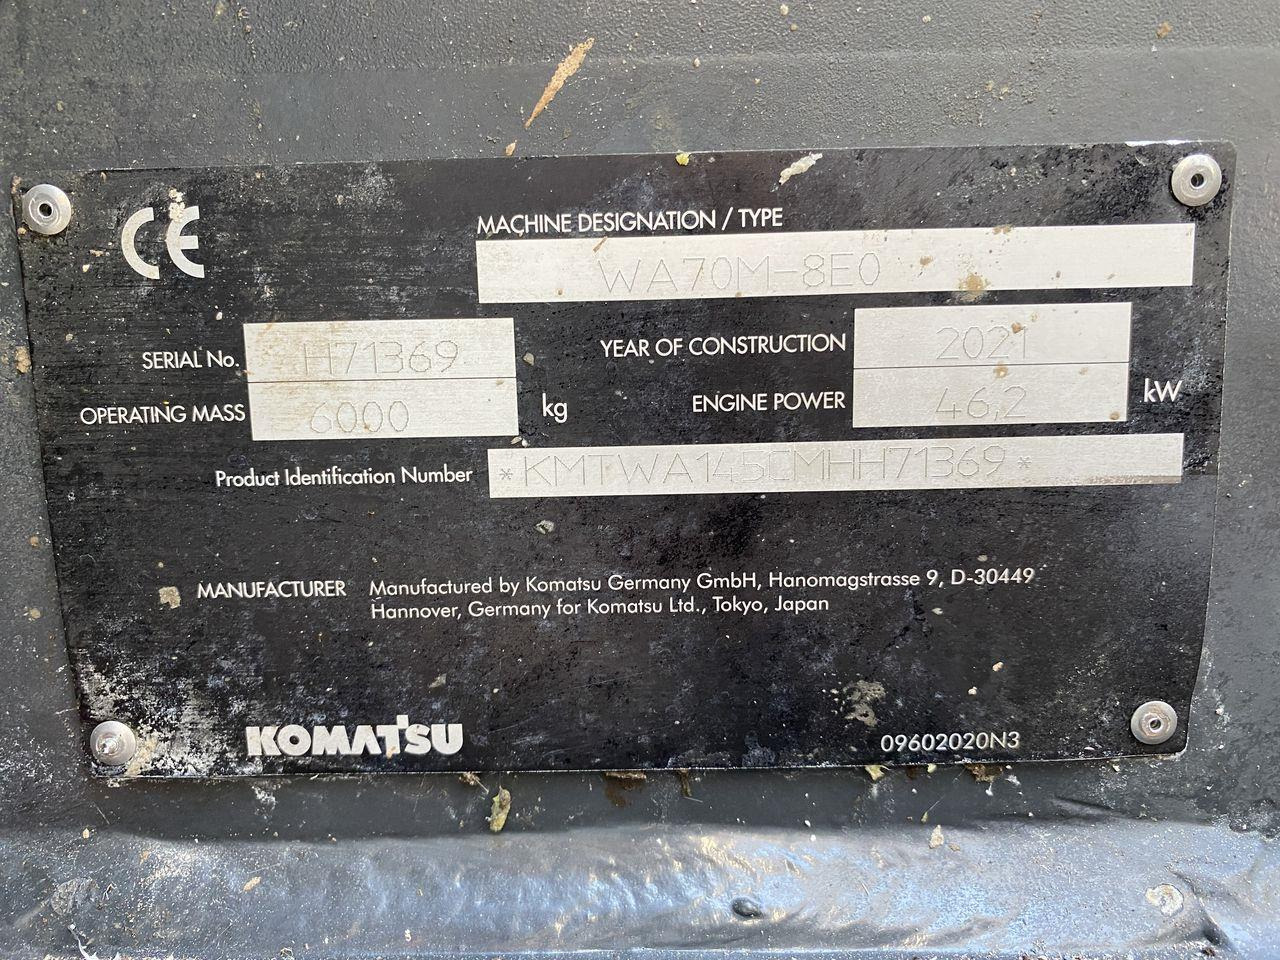 CE
MACHINE DESIGNATION / TYPE
WA70M-8E0
SERIAL No. H71369
YEAR OF CONSTRUCTION 2021
OPERATING MASS 6000 kg
ENGINE POWER 46,2 kW
Product Identification Number *KMTWA145CMHH71369*
MANUFACTURER Manufactured by Komatsu Germany GmbH, Hanomagstrasse 9, D-30449
Hannover, Germany for Komatsu Ltd., Tokyo, Japan
KOMATSU
09602020N3